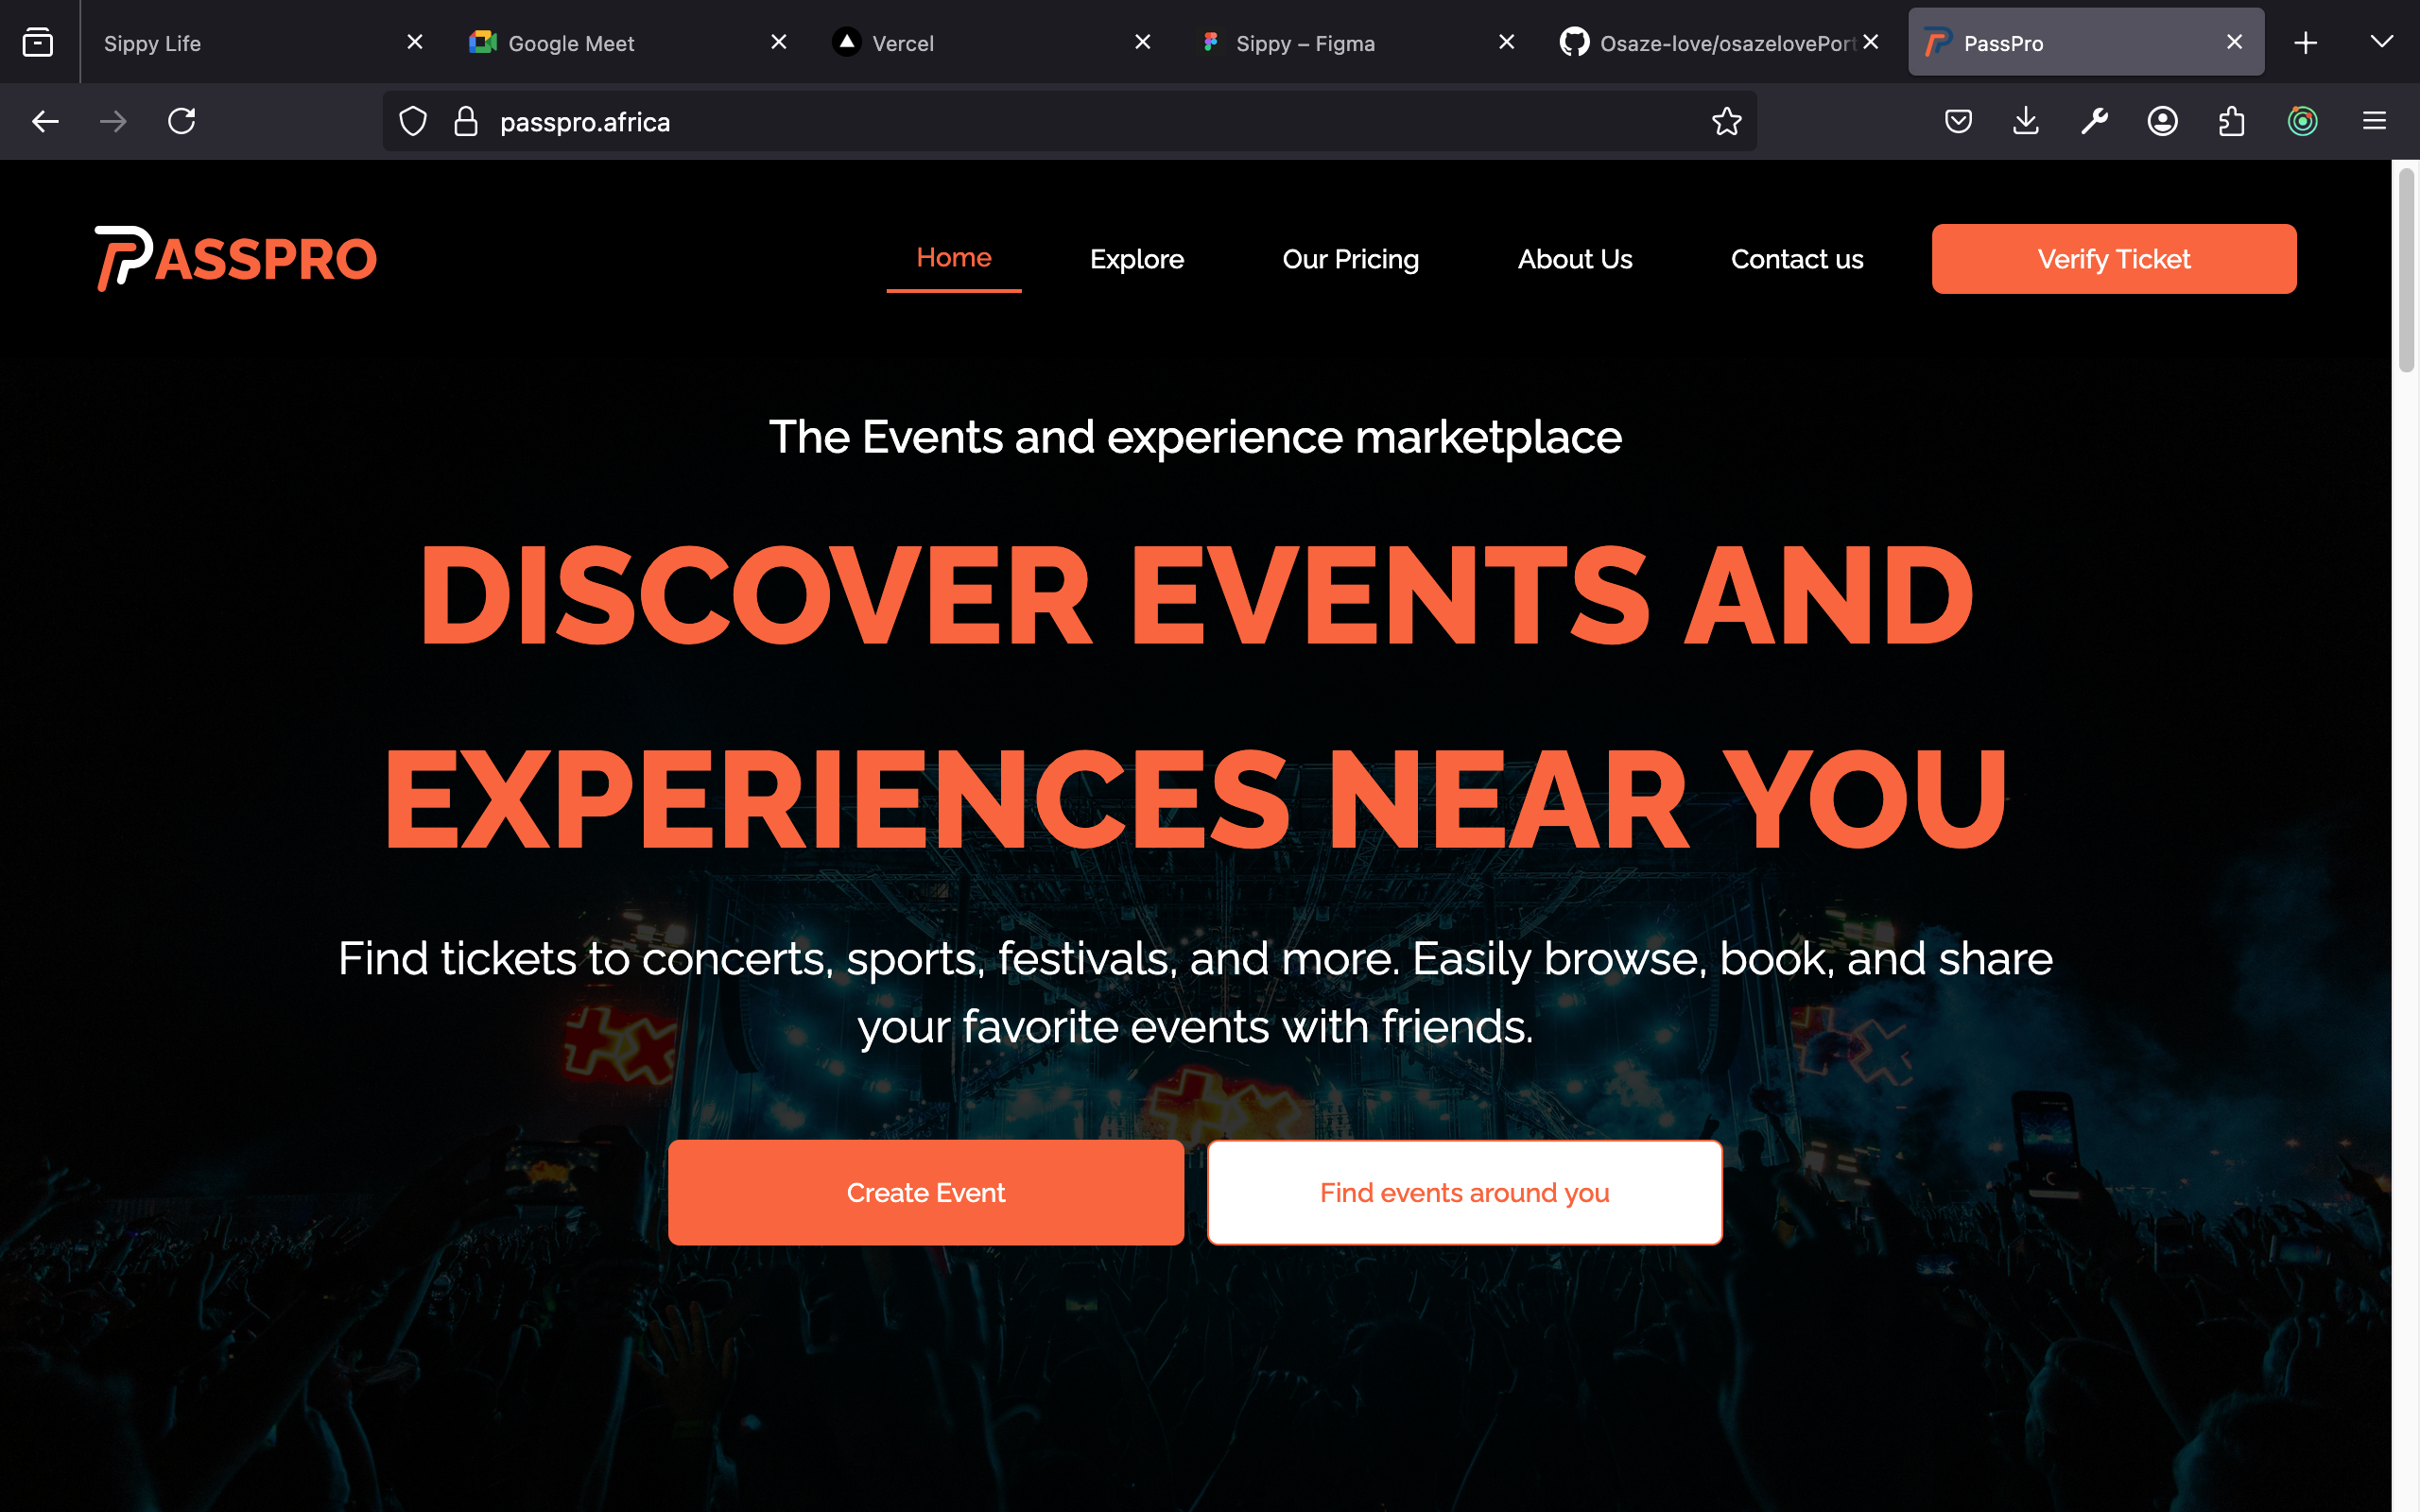 Sippy Life
Google Meet
Vercel
Sippy – Figma
Osaze-love/osazelovePort
PassPro
passpro.africa
PASSPRO
Home
Explore
Our Pricing
About Us
Contact us
Verify Ticket
The Events and experience marketplace
DISCOVER EVENTS AND
EXPERIENCES NEAR YOU
Find tickets to concerts, sports, festivals, and more. Easily browse, book, and share
your favorite events with friends.
Create Event
Find events around you